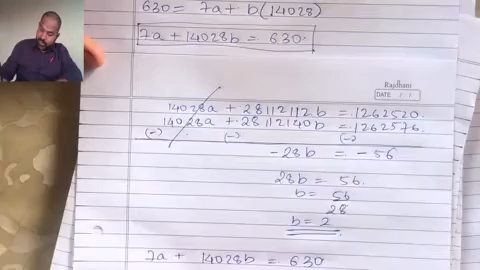 630 = 7a + b(14028)
7a + 14028b = 630.
Rajdhani
DATE / /
14028a + 28112112b = 1262520.
14028a + 28112140b = 1262576.
(-) (-) (-)
-28b = -56
28b = 56.
b = 56
28
b = 2
7a + 14028b = 630